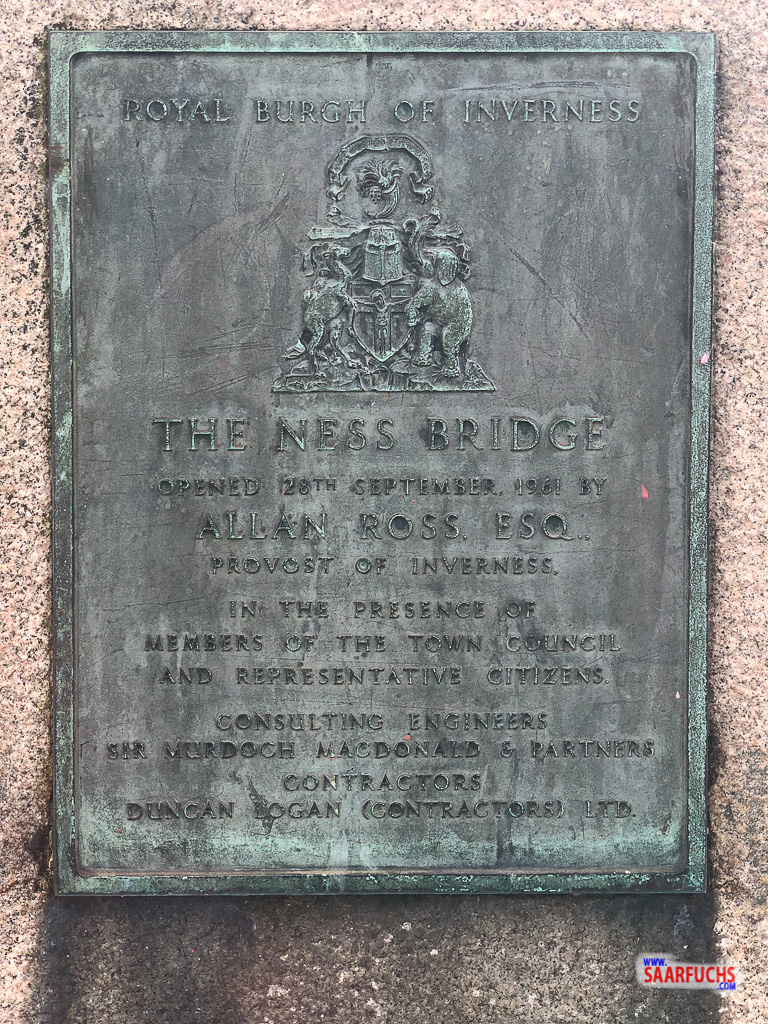 ROYAL BURGH OF INVERNESS
THE NESS BRIDGE
OPENED 28TH SEPTEMBER, 1961 BY
ALLAN ROSS, ESQ.,
PROVOST OF INVERNESS,
IN THE PRESENCE OF
MEMBERS OF THE TOWN COUNCIL
AND REPRESENTATIVE CITIZENS.
CONSULTING ENGINEERS
SIR MURDOCH MACDONALD & PARTNERS
CONTRACTORS
DUNCAN LOGAN (CONTRACTORS) LTD.
WWW.
SAARFUCHS
.COM